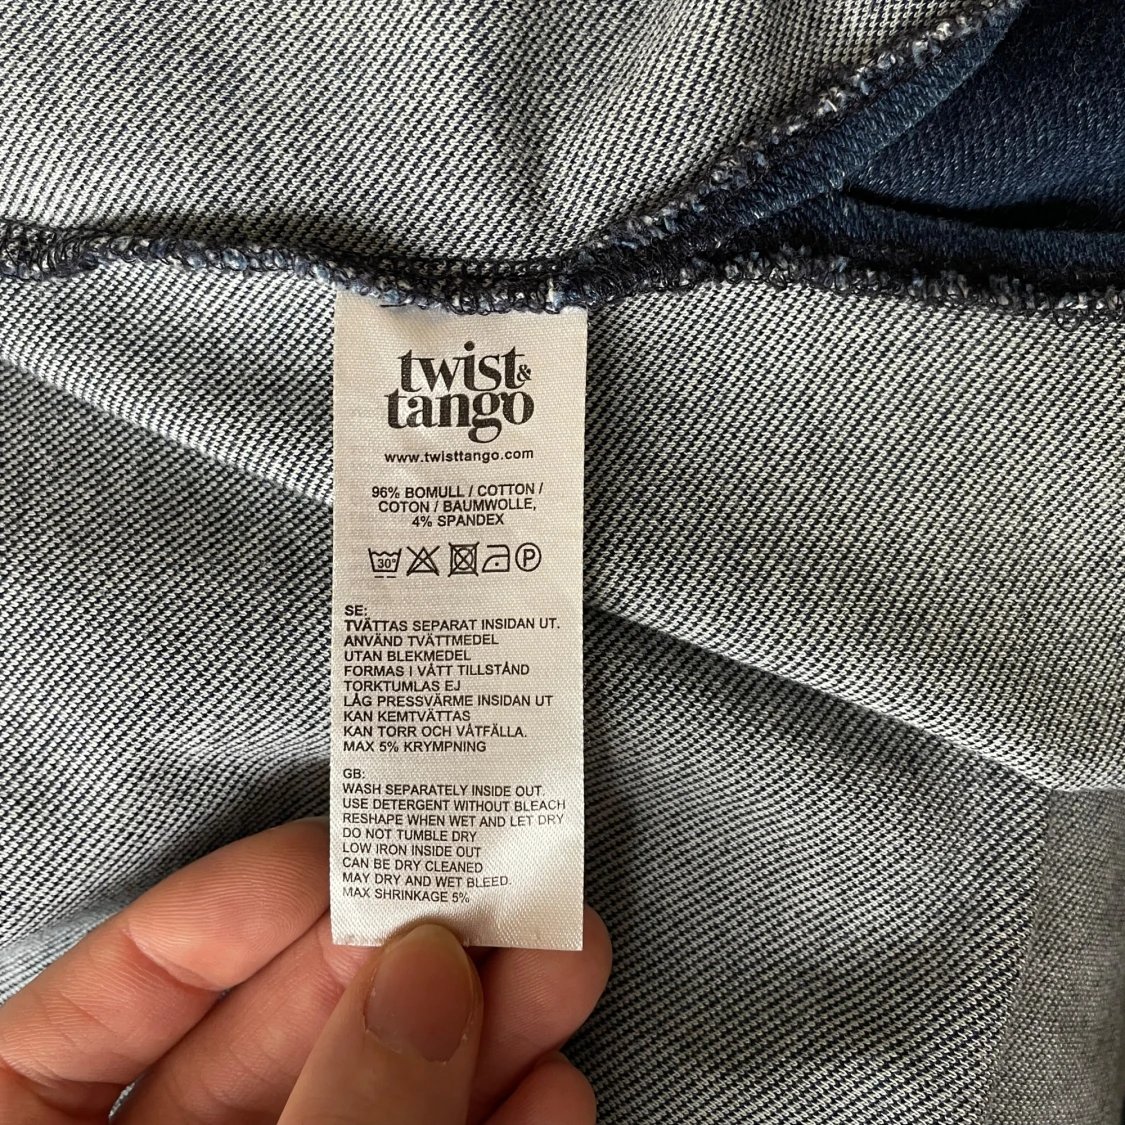 twist &
tango
www.twisttango.com
96% BOMULL / COTTON /
COTON / BAUMWOLLE,
4% SPANDEX
30° P
SE:
TVÄTTAS SEPARAT INSIDAN UT.
ANVÄND TVÄTTMEDEL
UTAN BLEKMEDEL
FORMAS I VÅTT TILLSTÅND
TORKTUMLAS EJ
LÅG PRESSVÄRME INSIDAN UT
KAN KEMTVÄTTAS
KAN TORR OCH VÅTFÄLLA.
MAX 5% KRYMPNING
GB:
WASH SEPARATELY INSIDE OUT.
USE DETERGENT WITHOUT BLEACH
RESHAPE WHEN WET AND LET DRY
DO NOT TUMBLE DRY
LOW IRON INSIDE OUT
CAN BE DRY CLEANED
MAY DRY AND WET BLEED.
MAX SHRINKAGE 5%